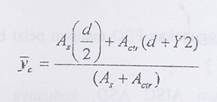 ȳc = (As(d/2) + Actr(d + Y2)) / (As + Actr)